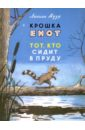 Лилиан Муур
КРОШКА
ЕНОТ
И
ТОТ, КТО
СИДИТ В ПРУДУ